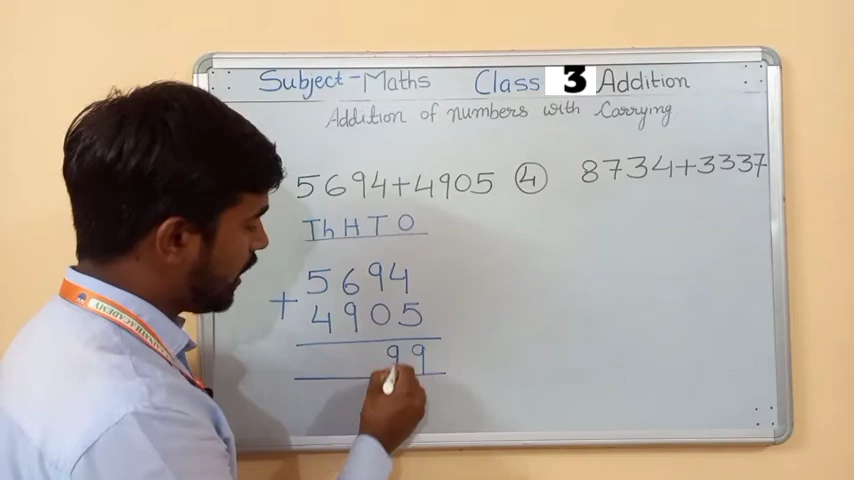 Subject-Maths Class 3 Addition
Addition of numbers with Carrying
5694+4905 4 8734+3337
Th H T O
5694
+ 4905
99